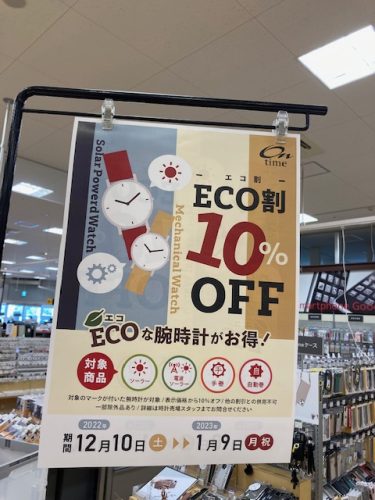 On
time
Solar Powerd Watch
Mechanical Watch
エコ割
ECO割
10%
OFF
エコ
ECOな腕時計がお得!
対象
商品
ソーラー
電波
ソーラー
手巻
自動巻
対象のマークが付いた腕時計が対象/表示価格から10%オフ/他の割引との併用不可
一部除外品あり/詳細は時計売場スタッフまでお問合せください
期間
2022年
12月10日 土
2023年
1月9日 月祝